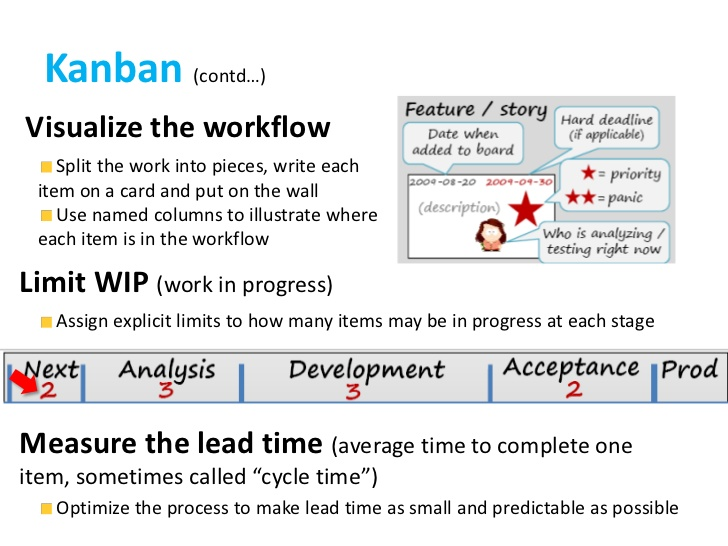 Kanban (contd…)
Visualize the workflow
Split the work into pieces, write each
item on a card and put on the wall
Use named columns to illustrate where
each item is in the workflow
Feature / story
Date when
added to board
Hard deadline
(if applicable)
2009-08-20 2009-09-30
(description)
= priority
= panic
Who is analyzing /
testing right now
Limit WIP (work in progress)
Assign explicit limits to how many items may be in progress at each stage
Next Analysis Development Acceptance Prod
2 3 3 2
Measure the lead time (average time to complete one
item, sometimes called “cycle time”)
Optimize the process to make lead time as small and predictable as possible